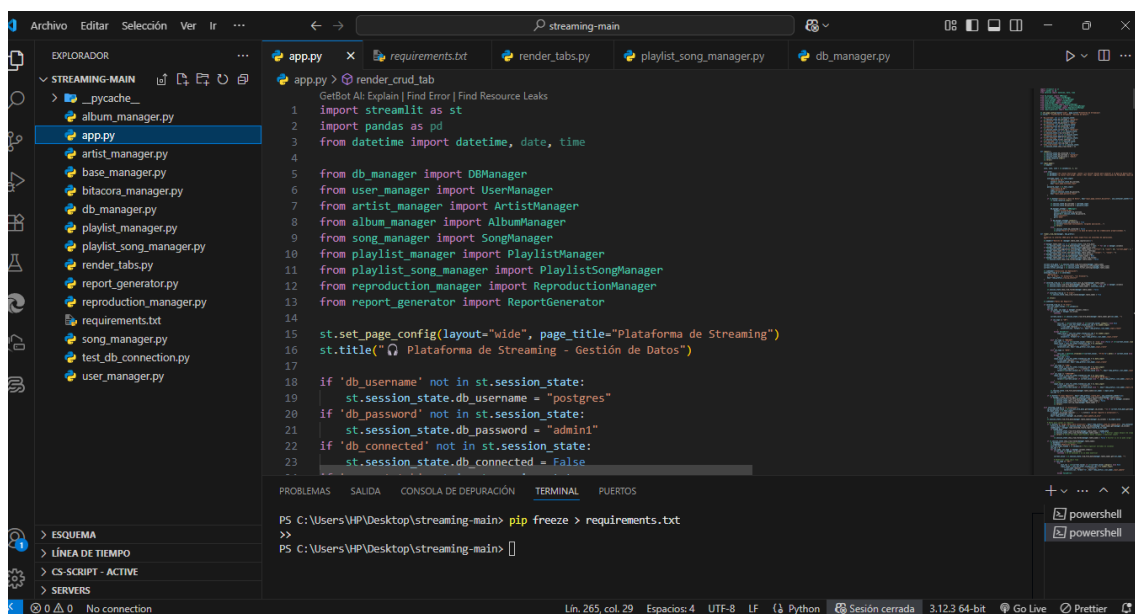 Archivo Editar Selección Ver Ir ··· streaming-main
EXPLORADOR ···
STREAMING-MAIN
__pycache__
album_manager.py
app.py
artist_manager.py
base_manager.py
bitacora_manager.py
db_manager.py
playlist_manager.py
playlist_song_manager.py
render_tabs.py
report_generator.py
reproduction_manager.py
requirements.txt
song_manager.py
test_db_connection.py
user_manager.py
ESQUEMA
LÍNEA DE TIEMPO
CS-SCRIPT - ACTIVE
SERVERS
app.py requirements.txt render_tabs.py playlist_song_manager.py db_manager.py
app.py > render_crud_tab
GetBot AI: Explain | Find Error | Find Resource Leaks
1 import streamlit as st
2 import pandas as pd
3 from datetime import datetime, date, time
4
5 from db_manager import DBManager
6 from user_manager import UserManager
7 from artist_manager import ArtistManager
8 from album_manager import AlbumManager
9 from song_manager import SongManager
10 from playlist_manager import PlaylistManager
11 from playlist_song_manager import PlaylistSongManager
12 from reproduction_manager import ReproductionManager
13 from report_generator import ReportGenerator
14
15 st.set_page_config(layout="wide", page_title="Plataforma de Streaming")
16 st.title("🎧 Plataforma de Streaming - Gestión de Datos")
17
18 if 'db_username' not in st.session_state:
19 st.session_state.db_username = "postgres"
20 if 'db_password' not in st.session_state:
21 st.session_state.db_password = "admin1"
22 if 'db_connected' not in st.session_state:
23 st.session_state.db_connected = False
PROBLEMAS SALIDA CONSOLA DE DEPURACIÓN TERMINAL PUERTOS
PS C:\Users\HP\Desktop\streaming-main> pip freeze > requirements.txt
>>
PS C:\Users\HP\Desktop\streaming-main>
powershell
powershell
0 0 0 No connection Lín. 265, col. 29 Espacios: 4 UTF-8 LF Python Sesión cerrada 3.12.3 64-bit Go Live Prettier